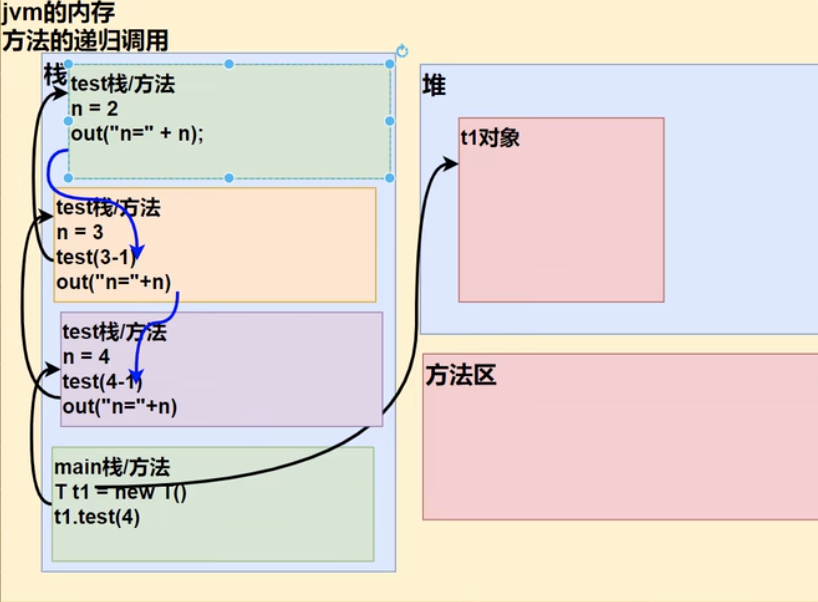 jvm的内存
方法的递归调用
栈
test栈/方法
n = 2
out("n=" + n);
test栈/方法
n = 3
test(3-1)
out("n="+n)
test栈/方法
n = 4
test(4-1)
out("n="+n)
main栈/方法
T t1 = new T()
t1.test(4)
堆
t1对象
方法区